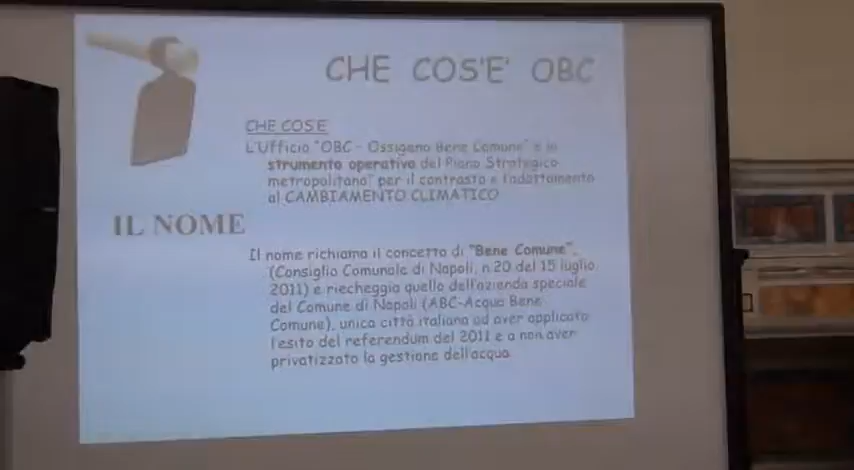 CHE COS'E' OBC
CHE COS'E
L'Ufficio "OBC - Ossigeno Bene Comune" è lo
strumento operativo del Piano Strategico
metropolitano" per il contrasto e l'adattamento
al CAMBIAMENTO CLIMATICO
IL NOME
Il nome richiama il concetto di "Bene Comune",
(Consiglio Comunale di Napoli, n.20 del 15 luglio
2011) e riecheggia quello dell'azienda speciale
del Comune di Napoli (ABC-Acqua Bene
Comune), unica città italiana ad aver applicato
l'esito del referendum del 2011 e a non aver
privatizzato la gestione dell'acqua